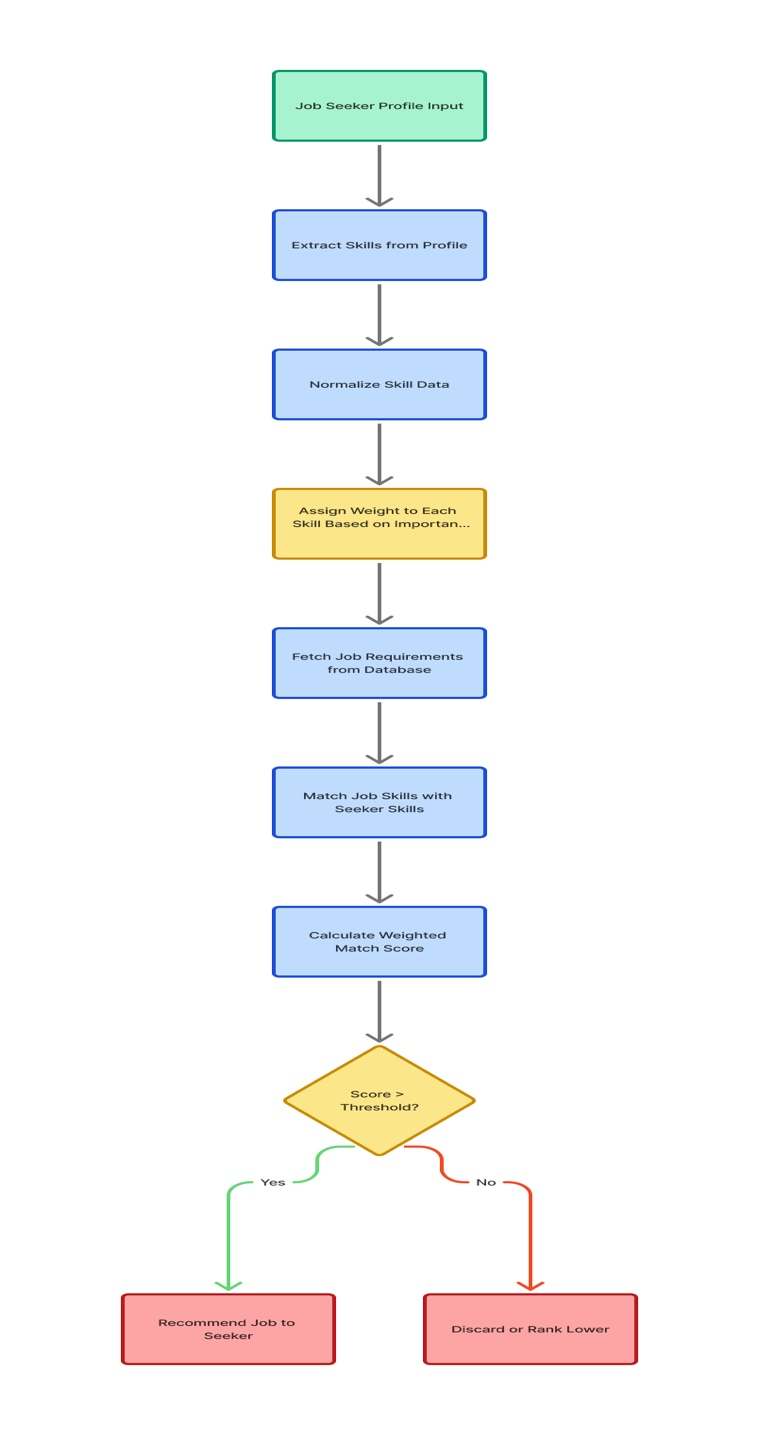 Job Seeker Profile Input
Extract Skills from Profile
Normalize Skill Data
Assign Weight to Each
Skill Based on Importan...
Fetch Job Requirements
from Database
Match Job Skills with
Seeker Skills
Calculate Weighted
Match Score
Score >
Threshold?
Yes
No
Recommend Job to
Seeker
Discard or Rank Lower